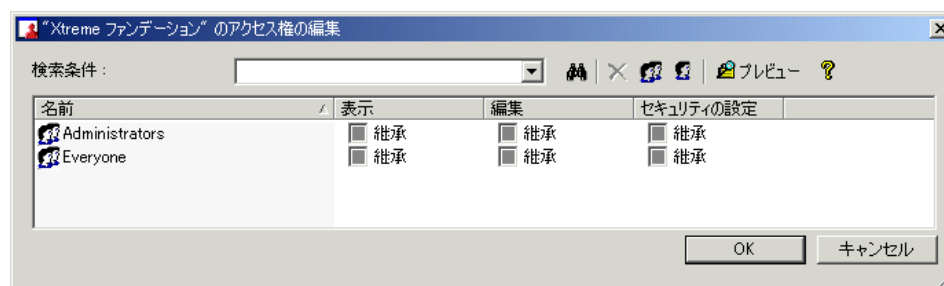 “Xtreme ファンデーション“ のアクセス権の編集
検索条件：
プレビュー
名前 表示 編集 セキュリティの設定
Administrators 継承 継承 継承
Everyone 継承 継承 継承
OK キャンセル